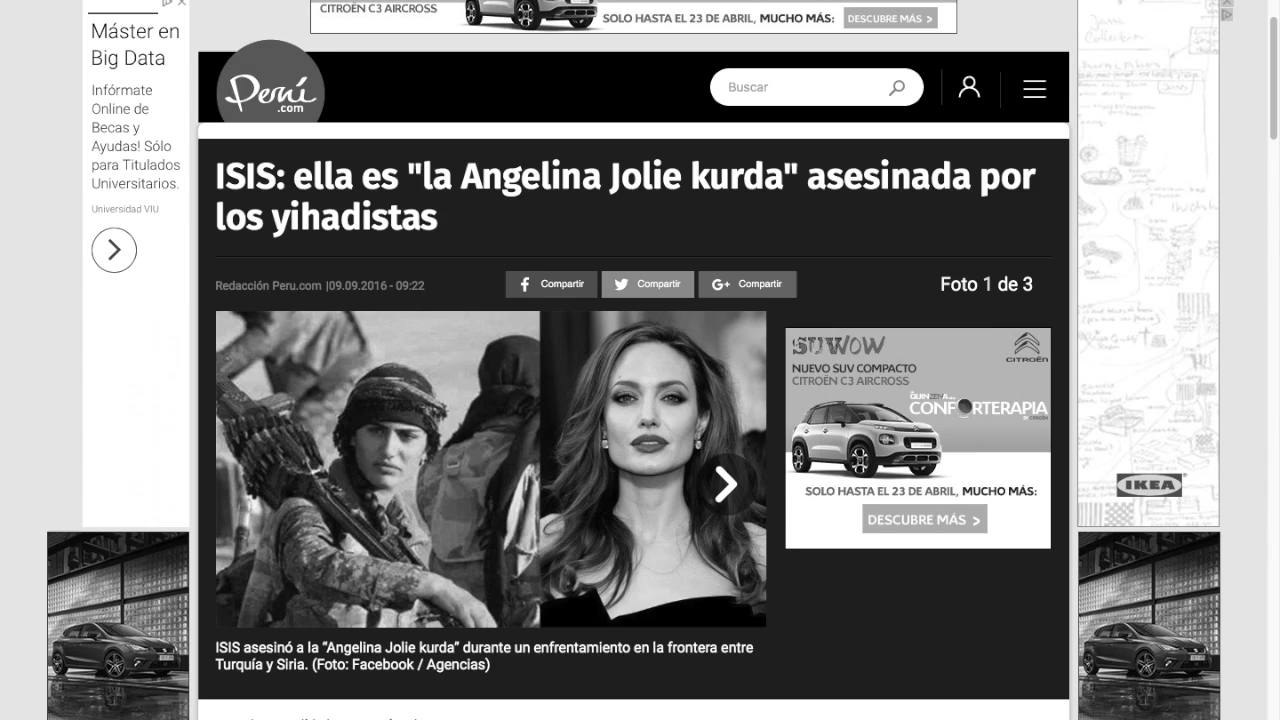 Máster en
Big Data
Infórmate
Online de
Becas y
Ayudas! Sólo
para Titulados
Universitarios.
Universidad VIU
CITROËN C3 AIRCROSS
SOLO HASTA EL 23 DE ABRIL, MUCHO MÁS:
DESCUBRE MÁS >
Perú
.com
Buscar
ISIS: ella es "la Angelina Jolie kurda" asesinada por
los yihadistas
Redacción Peru.com |09.09.2016 - 09:22
Compartir
Compartir
G+ Compartir
Foto 1 de 3
SUWOW
CITROËN
NUEVO SUV COMPACTO
CITROËN C3 AIRCROSS
CONFORTERAPIA
SOLO HASTA EL 23 DE ABRIL, MUCHO MÁS:
DESCUBRE MÁS >
ISIS asesinó a la “Angelina Jolie kurda” durante un enfrentamiento en la frontera entre
Turquía y Siria. (Foto: Facebook / Agencias)
IKEA